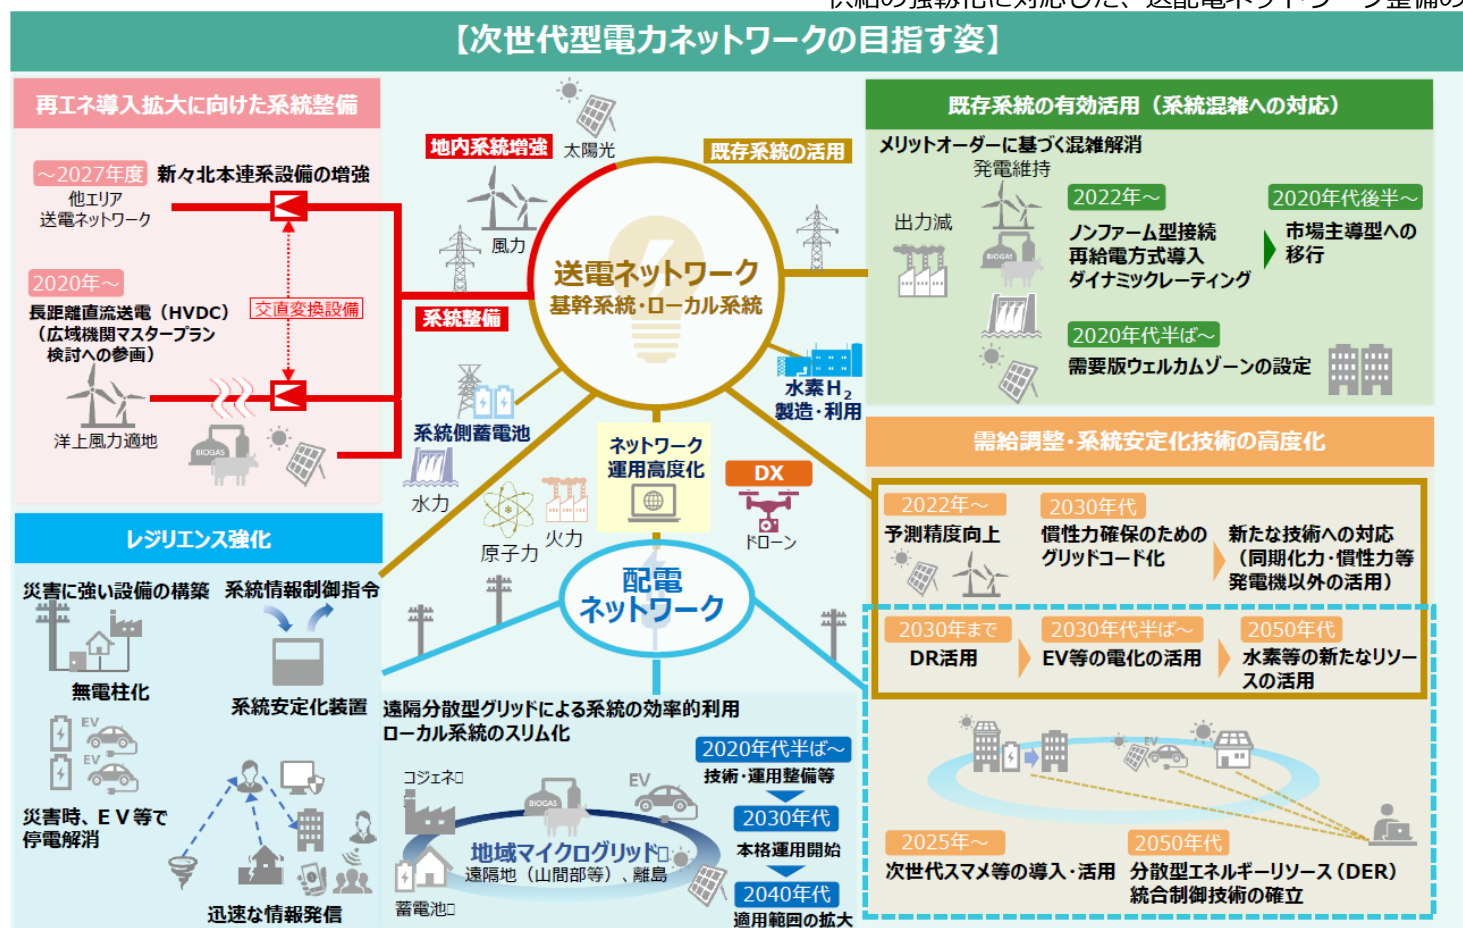 供給の強靭化に対応した、送配電ネットワーク整備の
【次世代型電力ネットワークの目指す姿】
再エネ導入拡大に向けた系統整備
～2027年度 新々北本連系設備の増強
他エリア
送電ネットワーク
2020年～
長距離直流送電（HVDC）
（広域機関マスタープラン
検討への参画）
交直変換設備
洋上風力適地
BIOGAS
地内系統増強
太陽光
風力
既存系統の活用
系統整備
送電ネットワーク
基幹系統・ローカル系統
系統側蓄電池
水素H2
製造・利用
水力
原子力
火力
ネットワーク
運用高度化
DX
ドローン
配電
ネットワーク
既存系統の有効活用（系統混雑への対応）
メリットオーダーに基づく混雑解消
発電維持
出力減
BIOGAS
2022年～
ノンファーム型接続
再給電方式導入
ダイナミックレーティング
2020年代後半～
市場主導型への
移行
2020年代半ば～
需要版ウェルカムゾーンの設定
需給調整・系統安定化技術の高度化
2022年～
予測精度向上
2030年代
慣性力確保のための
グリッドコード化
新たな技術への対応
（同期化力・慣性力等
発電機以外の活用）
2030年まで
DR活用
2030年代半ば～
EV等の電化の活用
2050年代
水素等の新たなリソー
スの活用
EV
2025年～
次世代スマメ等の導入・活用
2050年代
分散型エネルギーリソース（DER）
統合制御技術の確立
レジリエンス強化
災害に強い設備の構築
系統情報制御指令
無電柱化
系統安定化装置
EV
EV
災害時、ＥＶ等で
停電解消
迅速な情報発信
遠隔分散型グリッドによる系統の効率的利用
ローカル系統のスリム化
コジェネ
BIOGAS
EV
地域マイクログリッド
遠隔地（山間部等）、離島
蓄電池
2020年代半ば～
技術・運用整備等
2030年代
本格運用開始
2040年代
適用範囲の拡大